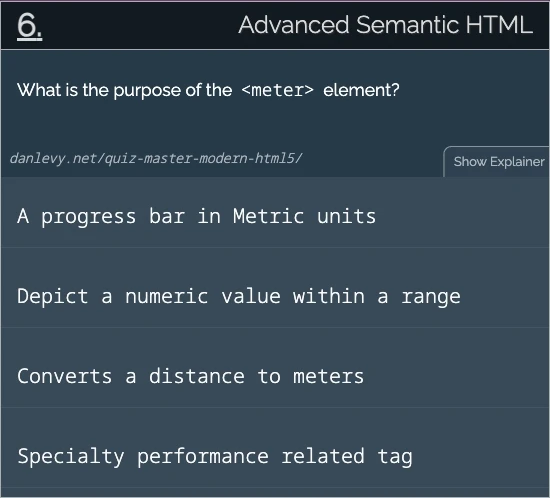 6.
Advanced Semantic HTML
What is the purpose of the <meter> element?
danlevy.net/quiz-master-modern-html5/
Show Explainer
A progress bar in Metric units
Depict a numeric value within a range
Converts a distance to meters
Specialty performance related tag